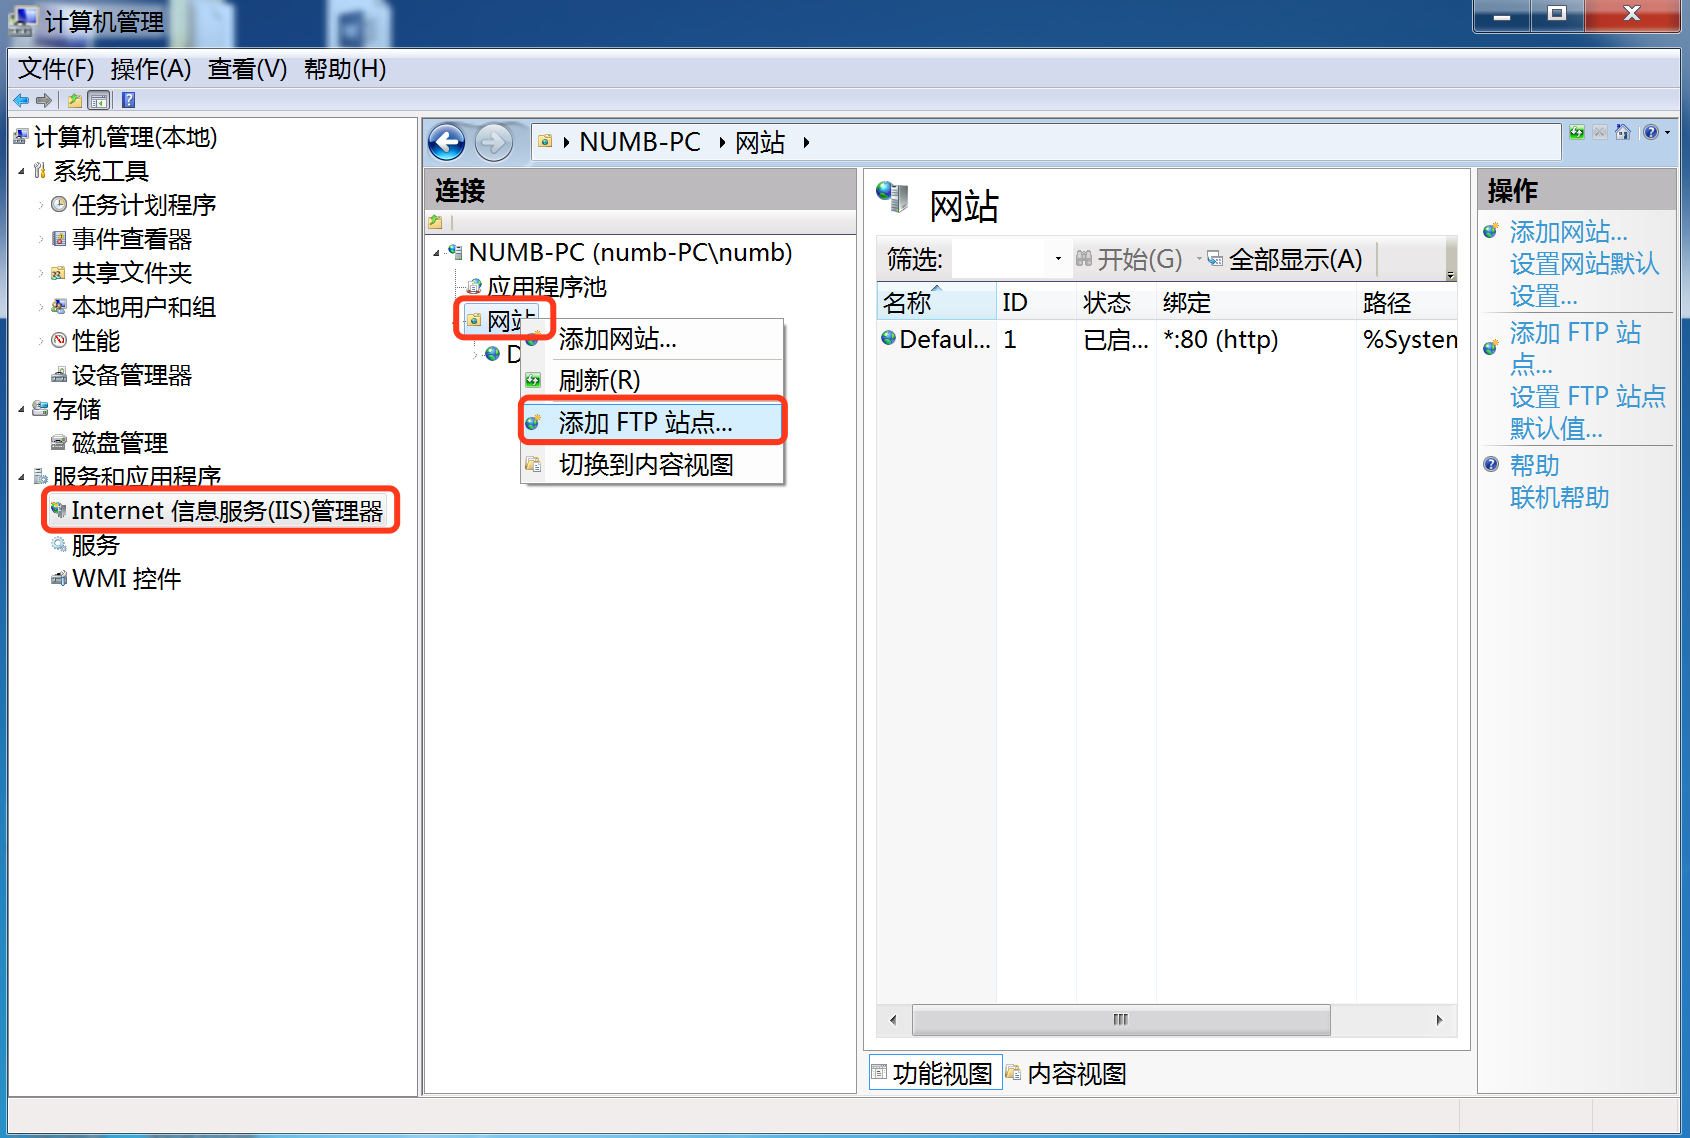 计算机管理
文件(F) 操作(A) 查看(V) 帮助(H)
计算机管理(本地)
系统工具
任务计划程序
事件查看器
共享文件夹
本地用户和组
性能
设备管理器
存储
磁盘管理
服务和应用程序
Internet 信息服务(IIS)管理器
服务
WMI 控件
NUMB-PC 网站
连接
NUMB-PC (numb-PC\numb)
应用程序池
网站
D
添加网站...
刷新(R)
添加 FTP 站点...
切换到内容视图
网站
筛选: 开始(G) 全部显示(A)
名称 ID 状态 绑定 路径
Defaul... 1 已启... *:80 (http) %System
功能视图 内容视图
操作
添加网站...
设置网站默认
设置...
添加 FTP 站
点...
设置 FTP 站点
默认值...
帮助
联机帮助